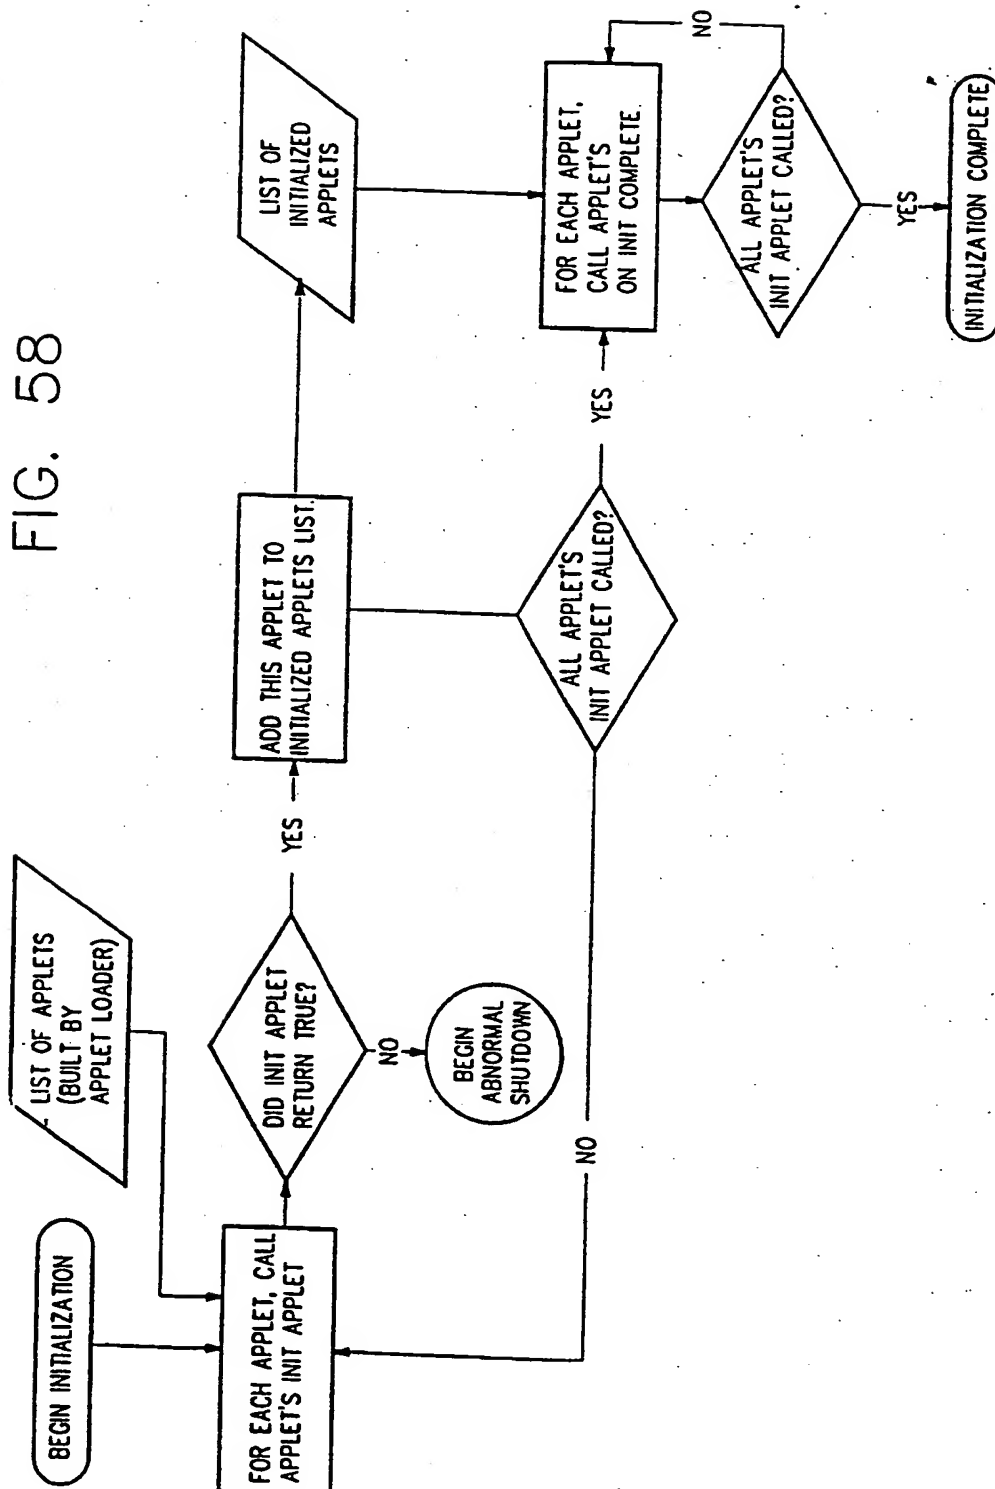 FIG. 58
BEGIN INITIALIZATION
LIST OF APPLETS
(BUILT BY
APPLET LOADER)
FOR EACH APPLET, CALL
APPLET'S INIT APPLET
DID INIT APPLET
RETURN TRUE?
NO
BEGIN
ABNORMAL
SHUTDOWN
YES
ADD THIS APPLET TO
INITIALIZED APPLETS LIST.
LIST OF
INITIALIZED
APPLETS
ALL APPLET'S
INIT APPLET CALLED?
NO
YES
FOR EACH APPLET,
CALL APPLET'S
ON INIT COMPLETE.
ALL APPLET'S
INIT APPLET CALLED?
NO
YES
INITIALIZATION COMPLETE